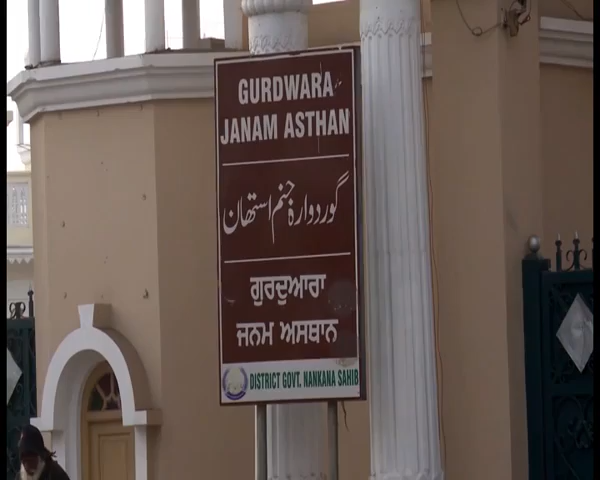 GURDWARA
JANAM ASTHAN
گوردوارہ جنم استھان
ਗੁਰਦੁਆਰਾ
ਜਨਮ ਅਸਥਾਨ
DISTRICT GOVT. NANKANA SAHIB